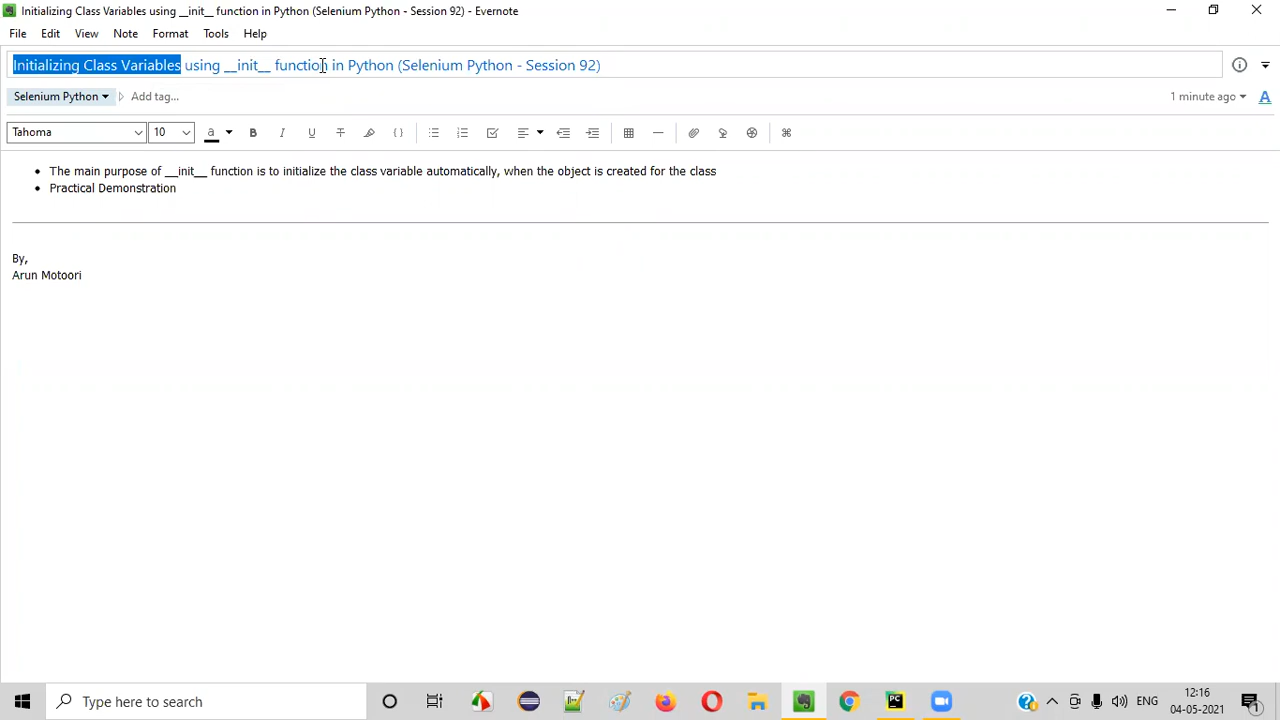 Initializing Class Variables using __init__ function in Python (Selenium Python - Session 92) - Evernote
File Edit View Note Format Tools Help
Initializing Class Variables using __init__ function in Python (Selenium Python - Session 92)
Selenium Python Add tag... 1 minute ago A
Tahoma 10 a B I U T { }
• The main purpose of __init__ function is to initialize the class variable automatically, when the object is created for the class
• Practical Demonstration
By,
Arun Motoori
Type here to search PC ENG 12:16
04-05-2021 1